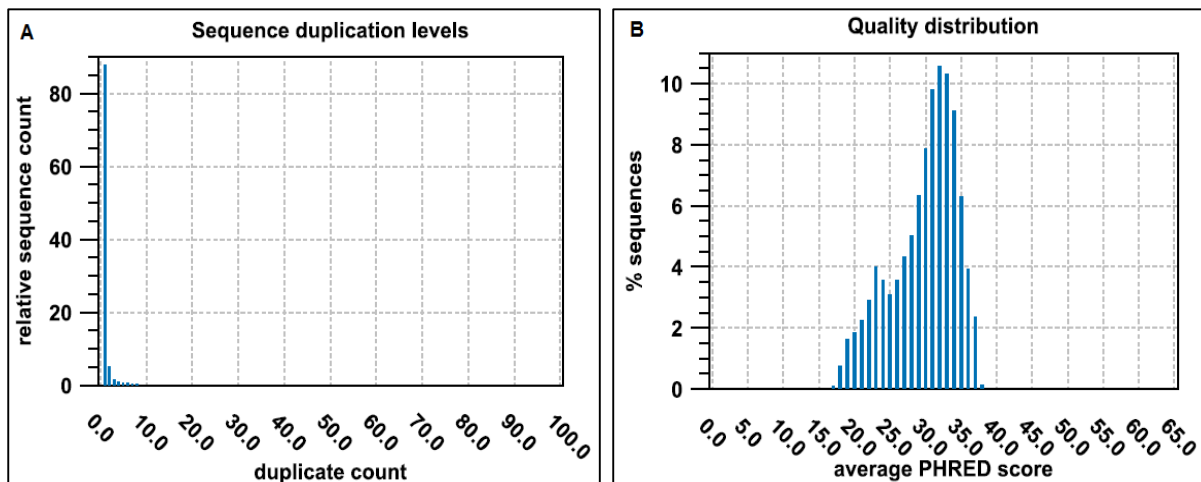 A
Sequence duplication levels
relative sequence count
80
60
40
20
0
0.0 10.0 20.0 30.0 40.0 50.0 60.0 70.0 80.0 90.0 100.0
duplicate count
B
Quality distribution
% sequences
10
8
6
4
2
0
0.0 5.0 10.0 15.0 20.0 25.0 30.0 35.0 40.0 45.0 50.0 55.0 60.0 65.0
average PHRED score